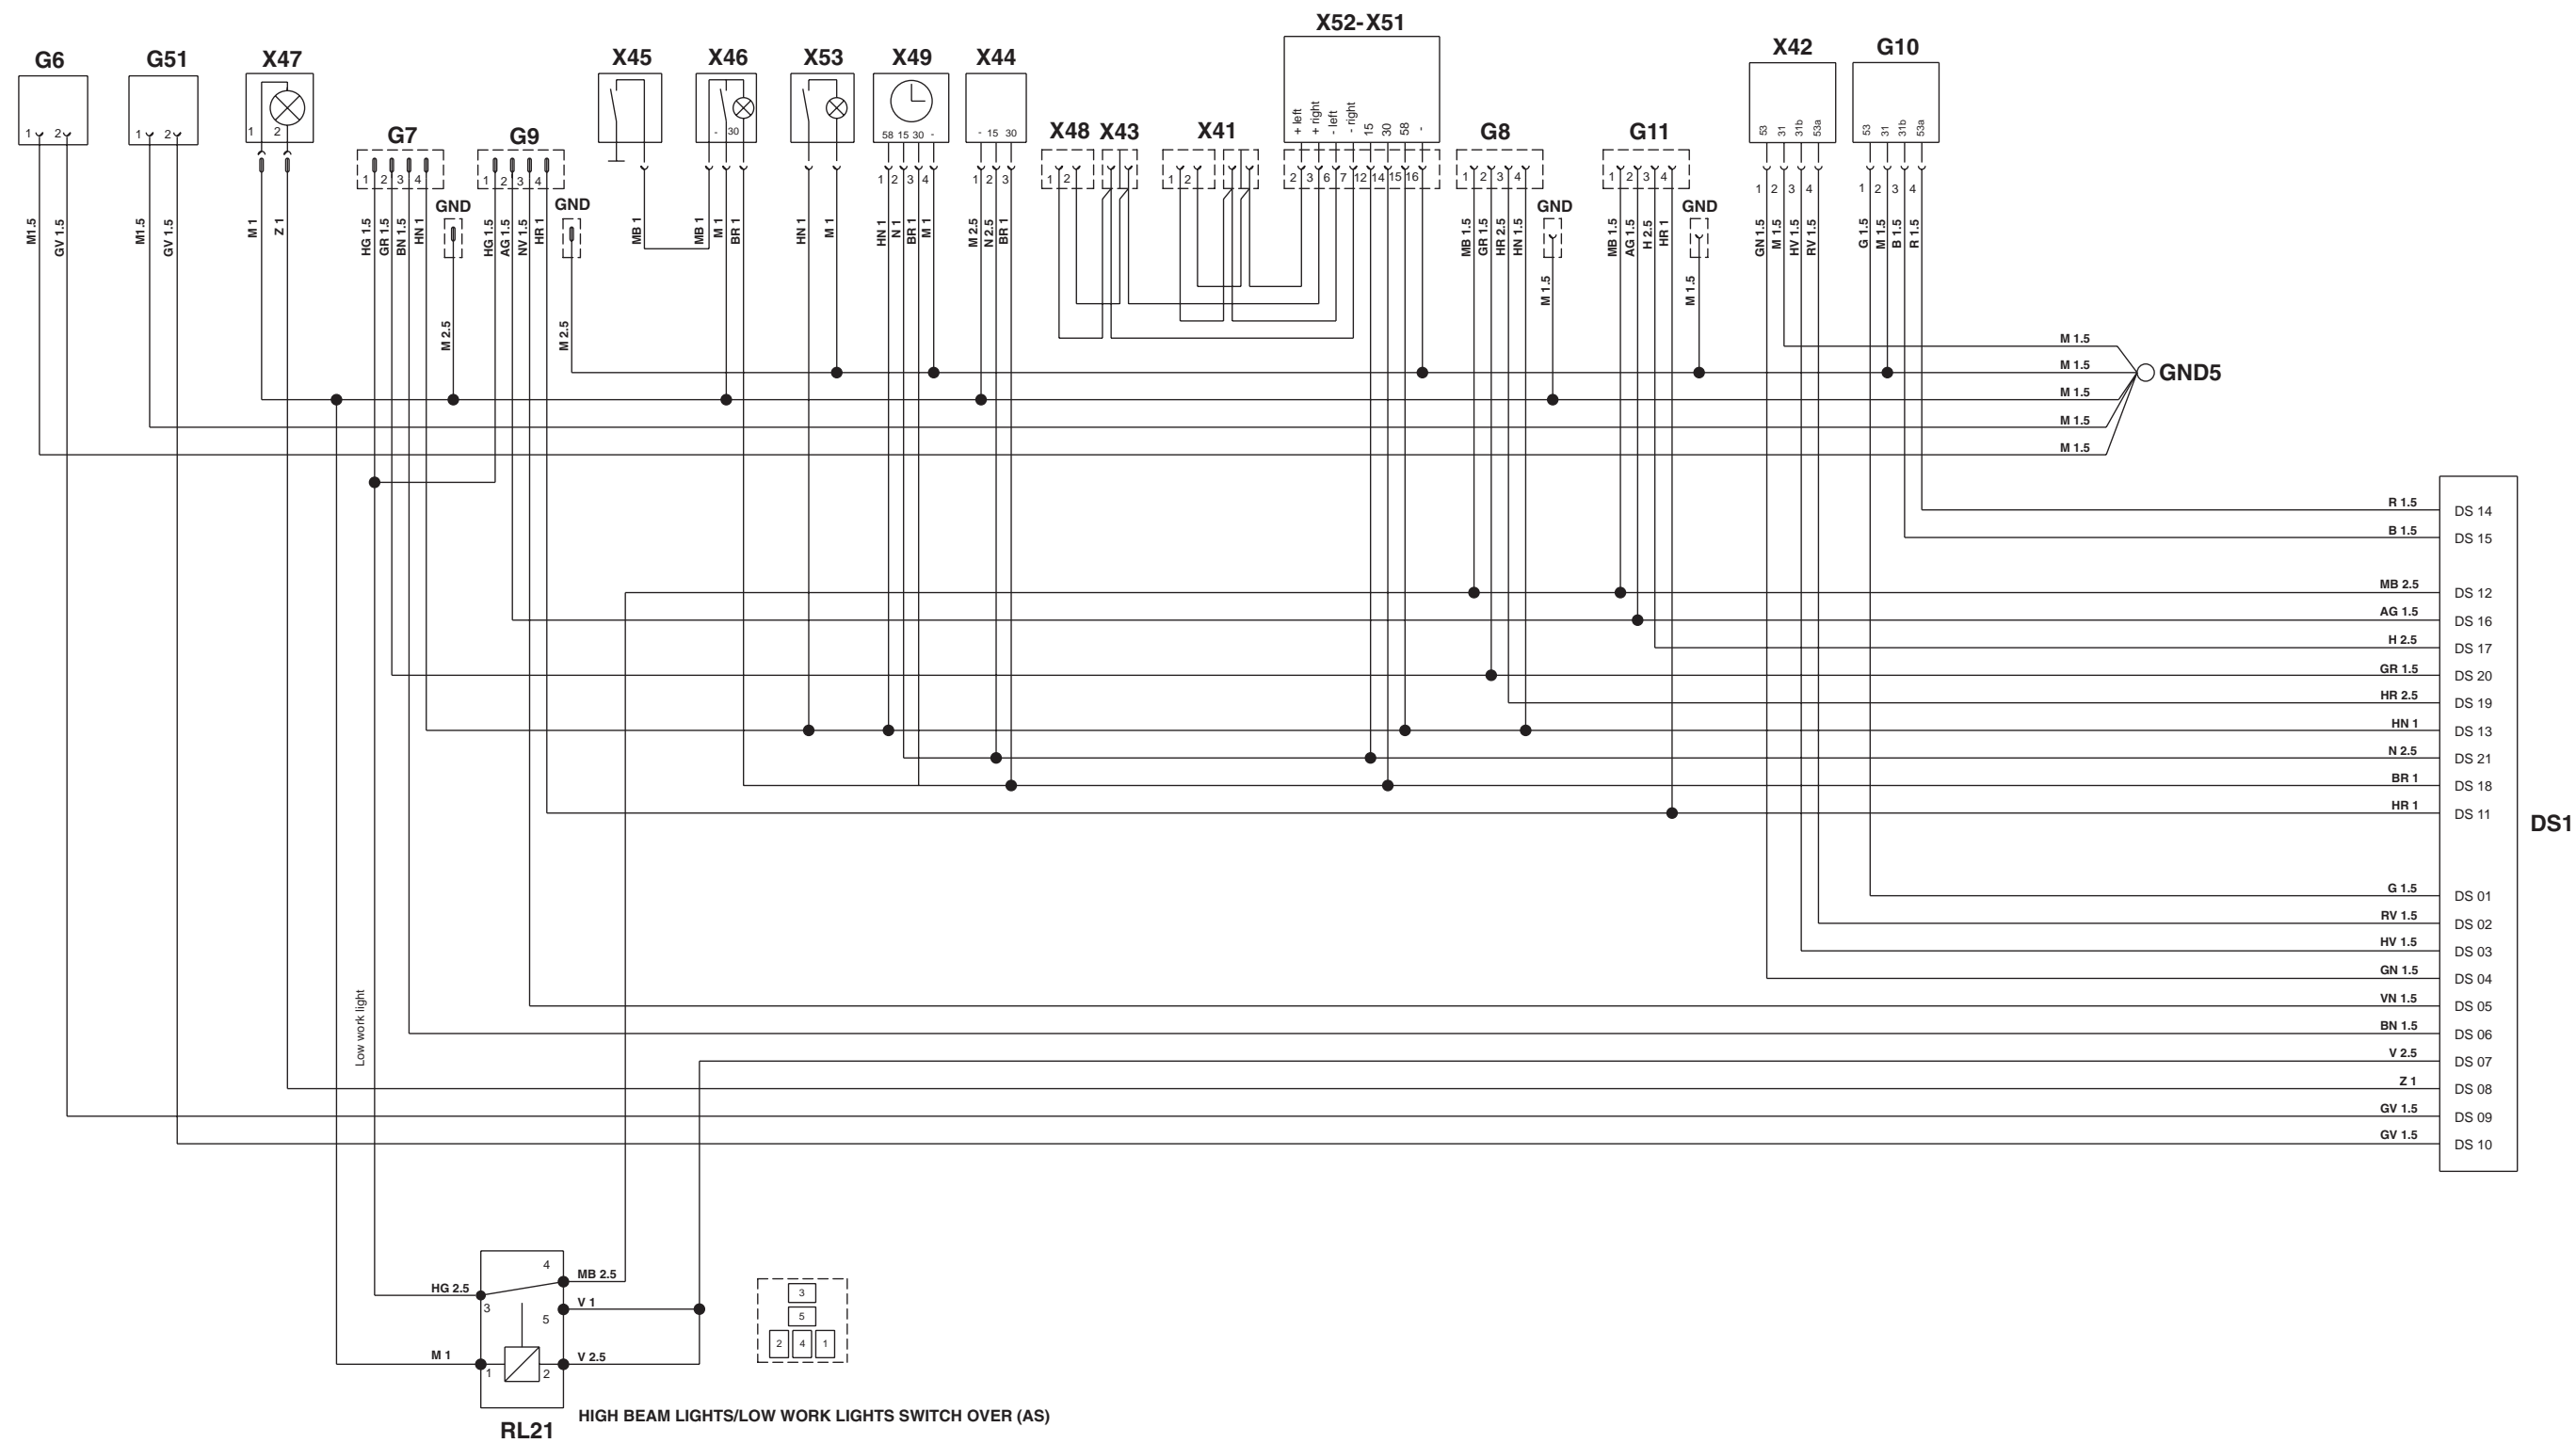 X52-X51
G6 G51 X47 X45 X46 X53 X49 X44 X42 G10
G7 G9 X48 X43 X41 G8 G11
+ left + right - left - right 15 30 58 -
53 31 31b 53a 53 31 31b 53a
1 2 1 2 1 2 - 30 58 15 30 - - 15 30
1 2 3 4 1 2 3 4 1 2 3 4 1 2 3 1 2 1 2 2 3 6 7 12 14 15 16 1 2 3 4 1 2 3 4 1 2 3 4 1 2 3 4
GND GND GND GND
M1.5 GV 1.5 M1.5 GV 1.5 M 1 Z 1 HG 1.5 GR 1.5 BN 1.5 HN 1 HG 1.5 AG 1.5 NV 1.5 HR 1 MB 1 MB 1 M 1 BR 1 HN 1 M 1 HN 1 N 1 BR 1 M 1 M 2.5 N 2.5 BR 1 MB 1.5 GR 1.5 HR 2.5 HN 1.5 MB 1.5 AG 1.5 H 2.5 HR 1 GN 1.5 M 1.5 HV 1.5 RV 1.5 G 1.5 M 1.5 B 1.5 R 1.5
M 2.5 M 2.5 M 1.5 M 1.5
M 1.5
M 1.5 GND5
M 1.5
M 1.5
M 1.5
R 1.5 DS 14
B 1.5 DS 15
MB 2.5 DS 12
AG 1.5 DS 16
H 2.5 DS 17
GR 1.5 DS 20
HR 2.5 DS 19
HN 1 DS 13
N 2.5 DS 21
BR 1 DS 18
HR 1 DS 11
DS1
G 1.5 DS 01
RV 1.5 DS 02
HV 1.5 DS 03
GN 1.5 DS 04
VN 1.5 DS 05
BN 1.5 DS 06
V 2.5 DS 07
Z 1 DS 08
GV 1.5 DS 09
GV 1.5 DS 10
Low work light
4 MB 2.5
HG 2.5 3
V 1
5
M 1 1 2 V 2.5
3
5
2 4 1
HIGH BEAM LIGHTS/LOW WORK LIGHTS SWITCH OVER (AS)
RL21